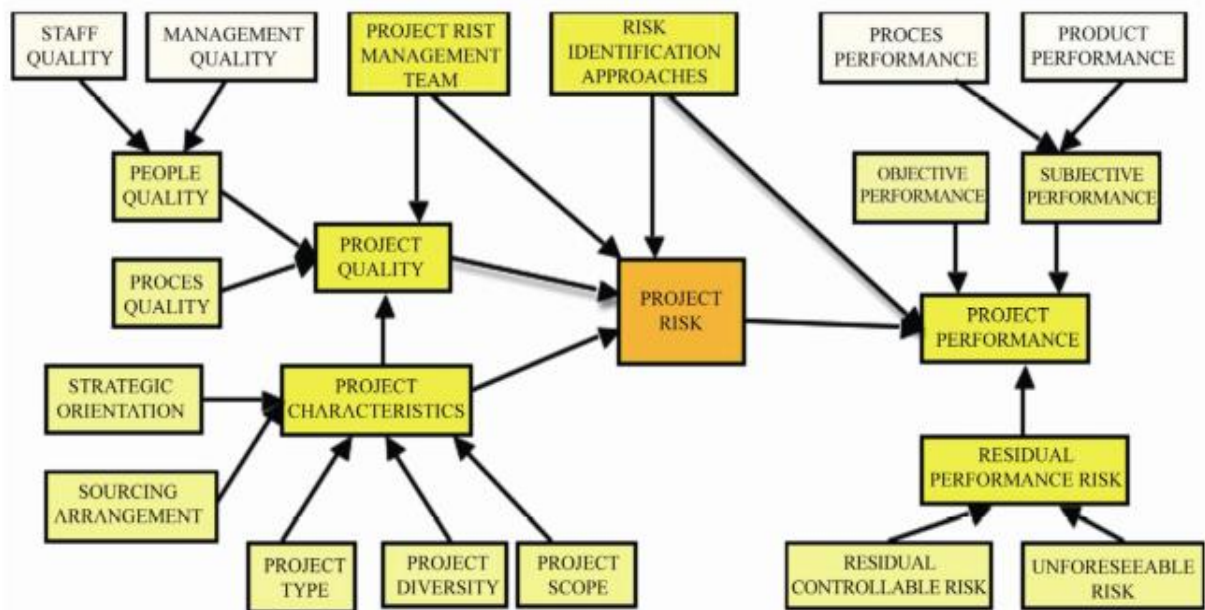 STAFF
QUALITY
MANAGEMENT
QUALITY
PROJECT RIST
MANAGEMENT
TEAM
RISK
IDENTIFICATION
APPROACHES
PROCES
PERFORMANCE
PRODUCT
PERFORMANCE
PEOPLE
QUALITY
OBJECTIVE
PERFORMANCE
SUBJECTIVE
PERFORMANCE
PROCES
QUALITY
PROJECT
QUALITY
PROJECT
RISK
PROJECT
PERFORMANCE
STRATEGIC
ORIENTATION
PROJECT
CHARACTERISTICS
SOURCING
ARRANGEMENT
RESIDUAL
PERFORMANCE RISK
PROJECT
TYPE
PROJECT
DIVERSITY
PROJECT
SCOPE
RESIDUAL
CONTROLLABLE RISK
UNFORESEEABLE
RISK